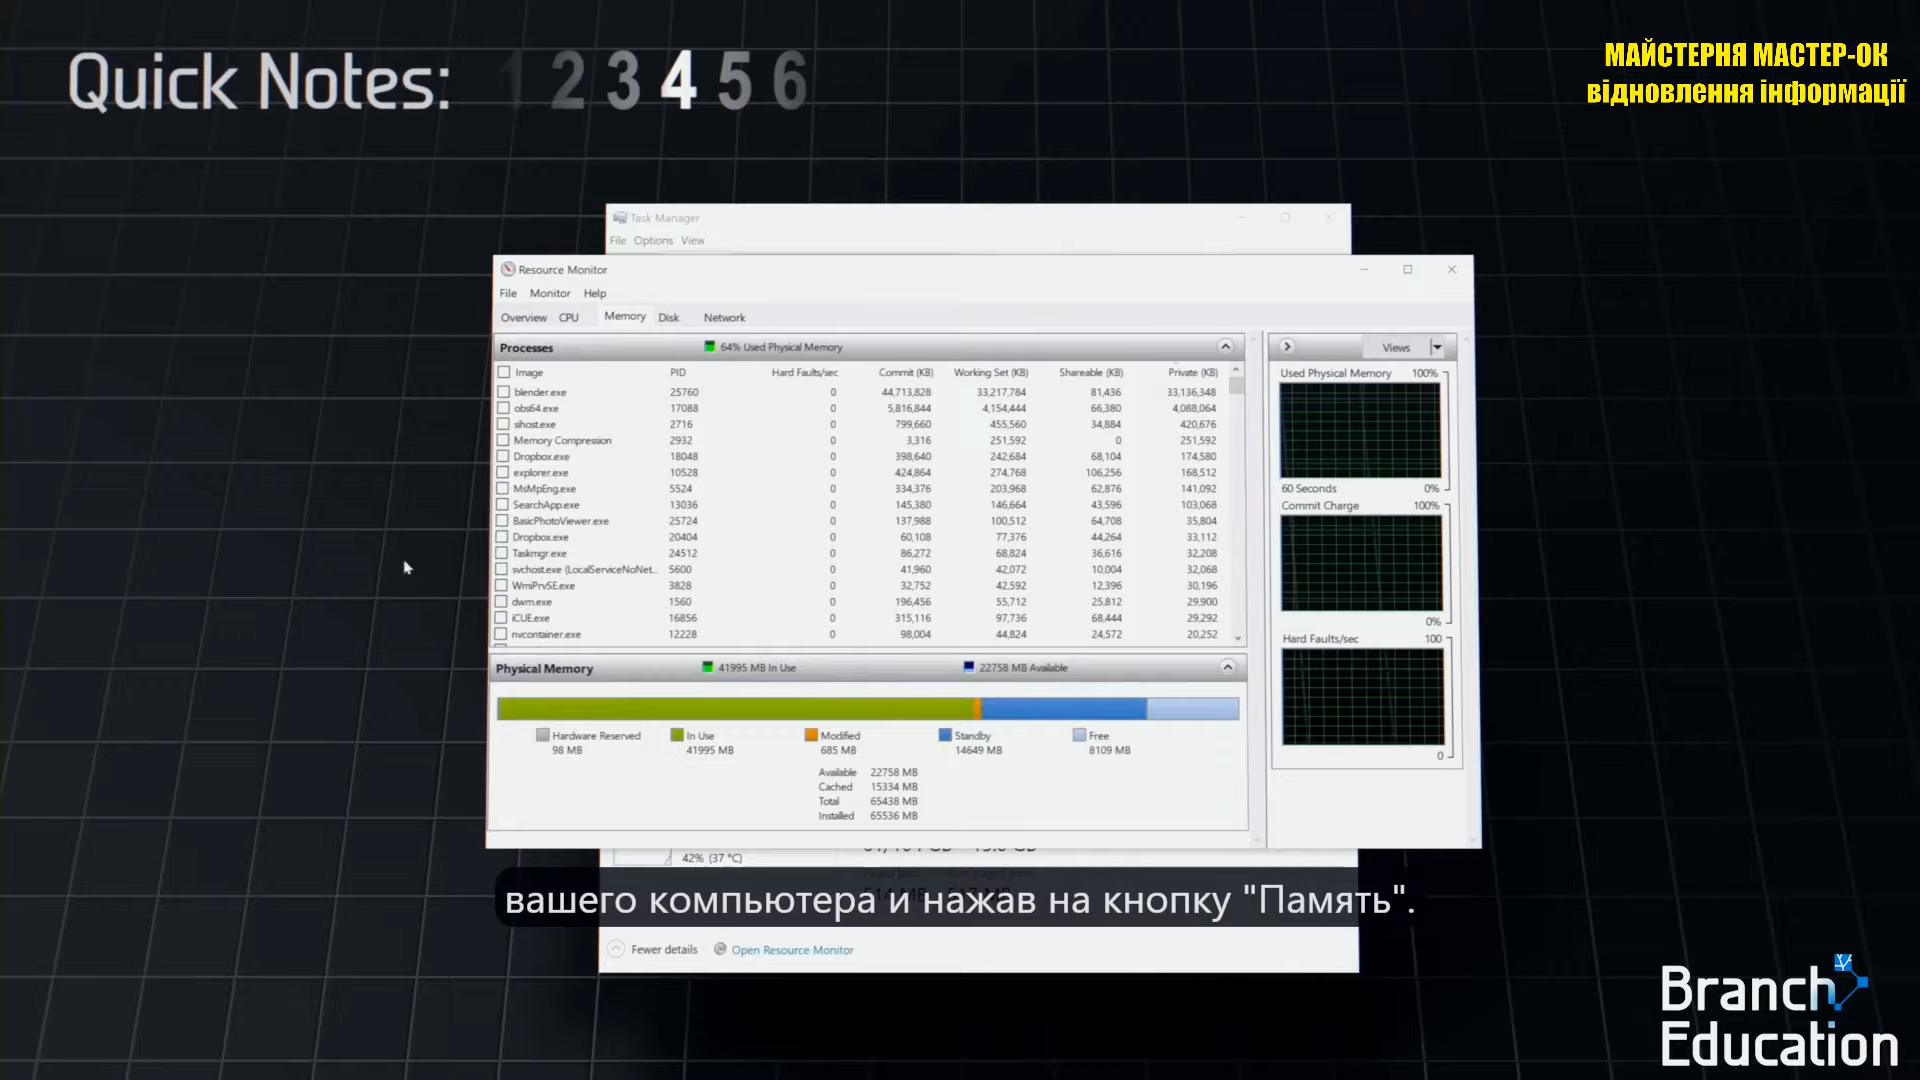 Quick Notes: 1 2 3 4 5 6
МАЙСТЕРНЯ МАСТЕР-ОК
відновлення інформації
Task Manager
File Options View
Resource Monitor
File Monitor Help
Overview CPU Memory Disk Network
Processes 64% Used Physical Memory
Image PID Hard Faults/sec Commit (KB) Working Set (KB) Shareable (KB) Private (KB)
blender.exe 25760 0 44,713,828 33,217,784 81,436 33,136,348
obs64.exe 17088 0 5,816,844 4,154,444 66,380 4,088,064
sihost.exe 2716 0 799,660 455,560 34,884 420,676
Memory Compression 2932 0 3,316 251,592 0 251,592
Dropbox.exe 18048 0 398,640 242,684 68,104 174,580
explorer.exe 10528 0 424,864 274,768 106,256 168,512
MsMpEng.exe 5524 0 334,376 203,968 62,876 141,092
SearchApp.exe 13036 0 145,380 146,664 43,596 103,068
BasicPhotoViewer.exe 25724 0 137,988 100,512 64,708 35,804
Dropbox.exe 20404 0 60,108 77,376 44,264 33,112
Taskmgr.exe 24512 0 86,272 68,824 36,616 32,208
svchost.exe (LocalServiceNoNet... 5600 0 41,960 42,072 10,004 32,068
WmiPrvSE.exe 3828 0 32,752 42,592 12,396 30,196
dwm.exe 1560 0 196,456 55,712 25,812 29,900
iCUE.exe 16856 0 315,116 97,736 68,444 29,292
nvcontainer.exe 12228 0 98,004 44,824 24,572 20,252
Physical Memory 41995 MB In Use 22758 MB Available
Hardware Reserved In Use Modified Standby Free
98 MB 41995 MB 685 MB 14649 MB 8109 MB
Available 22758 MB
Cached 15334 MB
Total 65438 MB
Installed 65536 MB
Views
Used Physical Memory 100%
60 Seconds 0%
Commit Charge 100%
0%
Hard Faults/sec 100
0
42% (37 °C)
вашего компьютера и нажав на кнопку "Память".
Fewer details Open Resource Monitor
Branch
Education